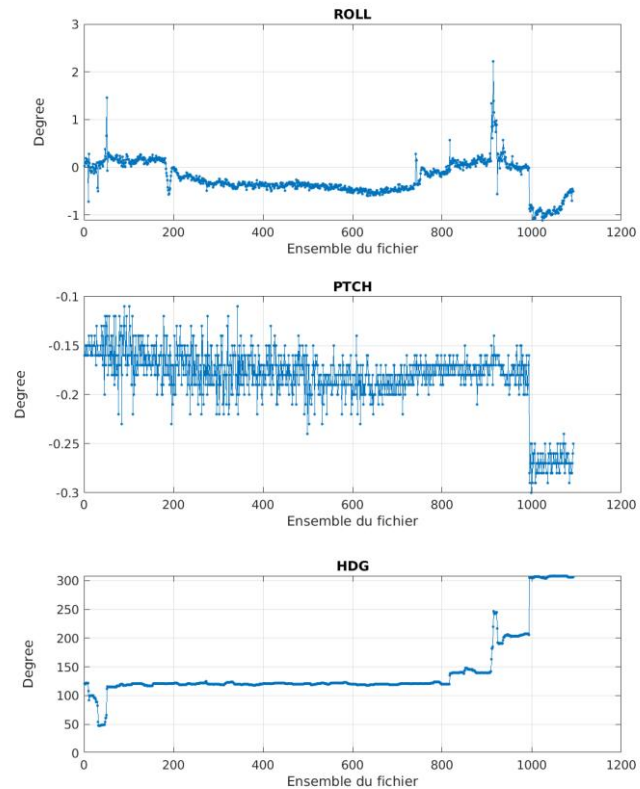 ROLL
3
2
1
0
-1
0 200 400 600 800 1000 1200
Degree
Ensemble du fichier
PTCH
-0.1
-0.15
-0.2
-0.25
-0.3
0 200 400 600 800 1000 1200
Degree
Ensemble du fichier
HDG
300
250
200
150
100
50
0
0 200 400 600 800 1000 1200
Degree
Ensemble du fichier